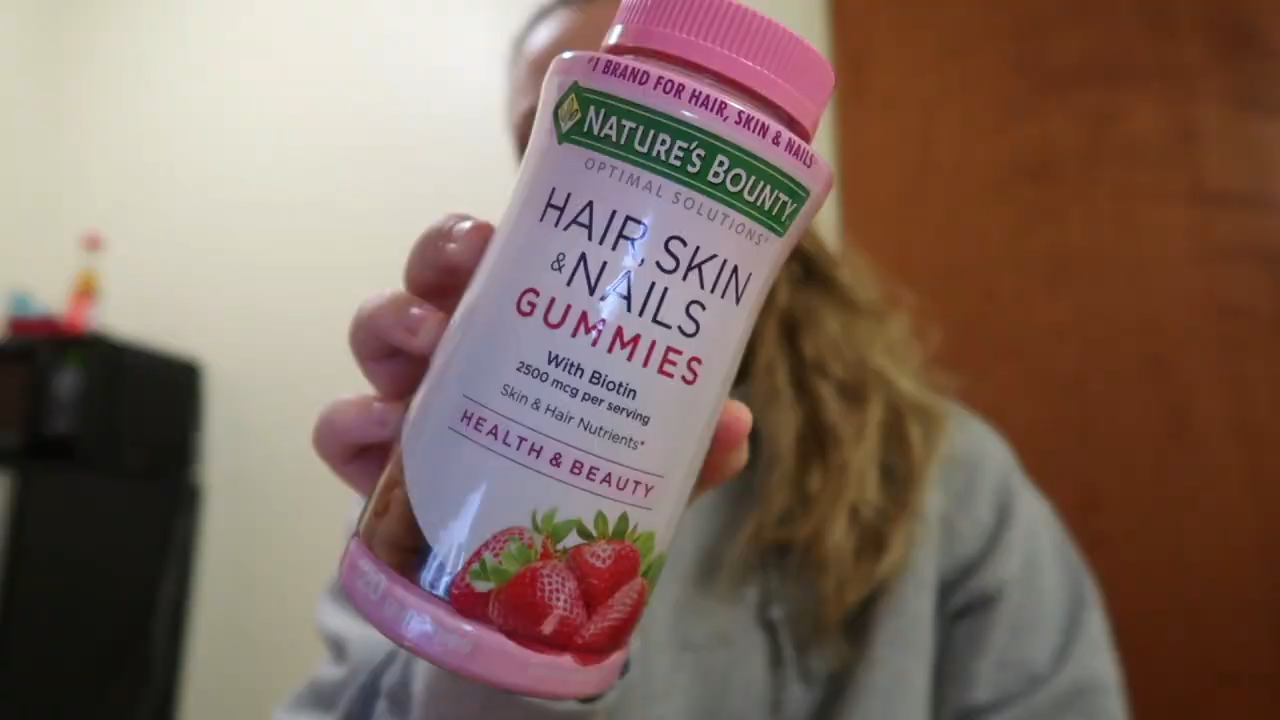 #1 BRAND FOR HAIR, SKIN & NAILS
NATURE'S BOUNTY
OPTIMAL SOLUTIONS®
HAIR, SKIN
& NAILS
GUMMIES
With Biotin
2500 mcg per serving
Skin & Hair Nutrients*
HEALTH & BEAUTY